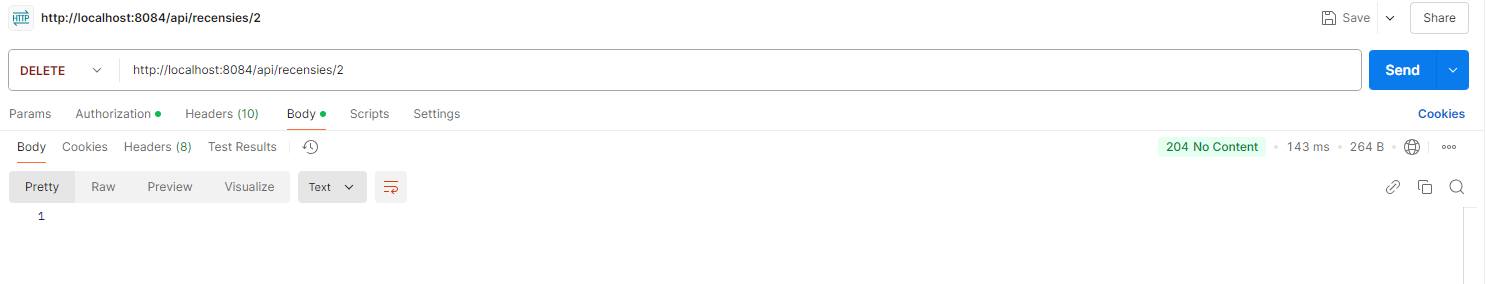 HTTP http://localhost:8084/api/recensies/2 Save Share
DELETE http://localhost:8084/api/recensies/2 Send
Params Authorization Headers (10) Body Scripts Settings Cookies
Body Cookies Headers (8) Test Results 204 No Content 143 ms 264 B
Pretty Raw Preview Visualize Text
1